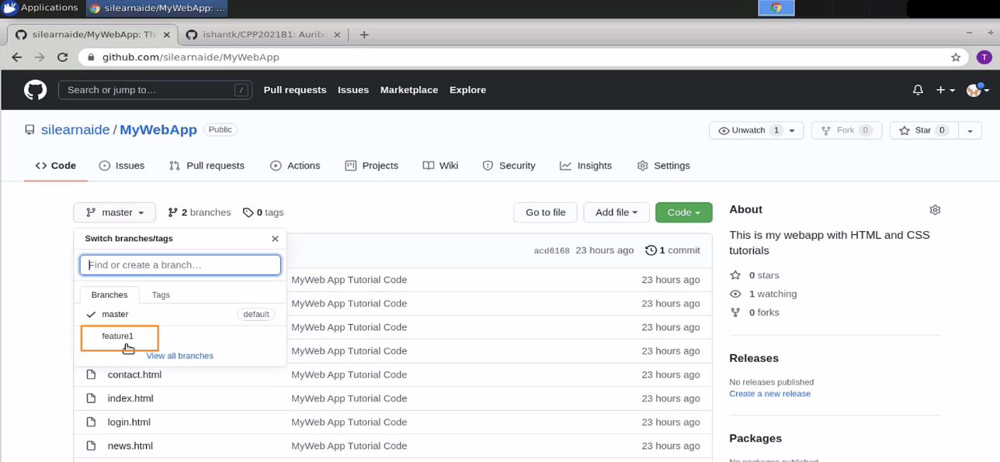 Applications silearnaide/MyWebApp: ...
silearnaide/MyWebApp: Th ishantk/CPP2021B1: Aurib
github.com/silearnaide/MyWebApp T
Search or jump to… / Pull requests Issues Marketplace Explore
silearnaide / MyWebApp Public Unwatch 1 Fork 0 Star 0
Code Issues Pull requests Actions Projects Wiki Security Insights Settings
master 2 branches 0 tags Go to file Add file Code
Switch branches/tags
Find or create a branch…
Branches Tags
master default
feature1
View all branches
acd6168 23 hours ago 1 commit
MyWeb App Tutorial Code 23 hours ago
MyWeb App Tutorial Code 23 hours ago
MyWeb App Tutorial Code 23 hours ago
MyWeb App Tutorial Code 23 hours ago
contact.html MyWeb App Tutorial Code 23 hours ago
index.html MyWeb App Tutorial Code 23 hours ago
login.html MyWeb App Tutorial Code 23 hours ago
news.html MyWeb App Tutorial Code 23 hours ago
About
This is my webapp with HTML and CSS
tutorials
0 stars
1 watching
0 forks
Releases
No releases published
Create a new release
Packages
No packages published